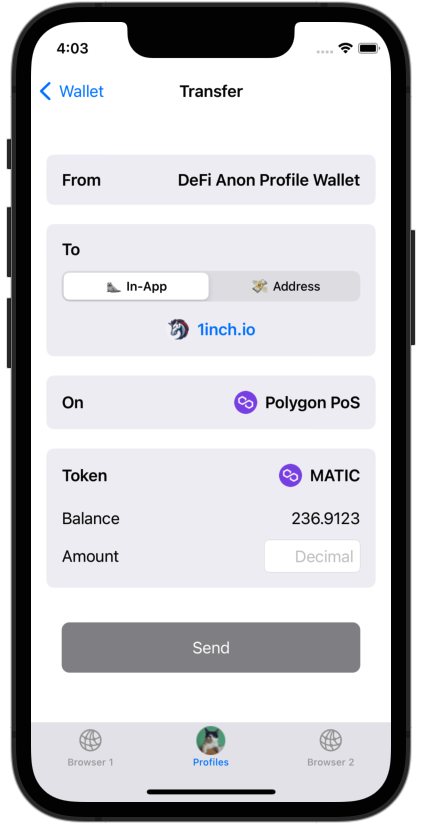 4:03
Wallet Transfer
From DeFi Anon Profile Wallet
To
In-App Address
1inch.io
On Polygon PoS
Token MATIC
Balance 236.9123
Amount Decimal
Send
Browser 1 Profiles Browser 2